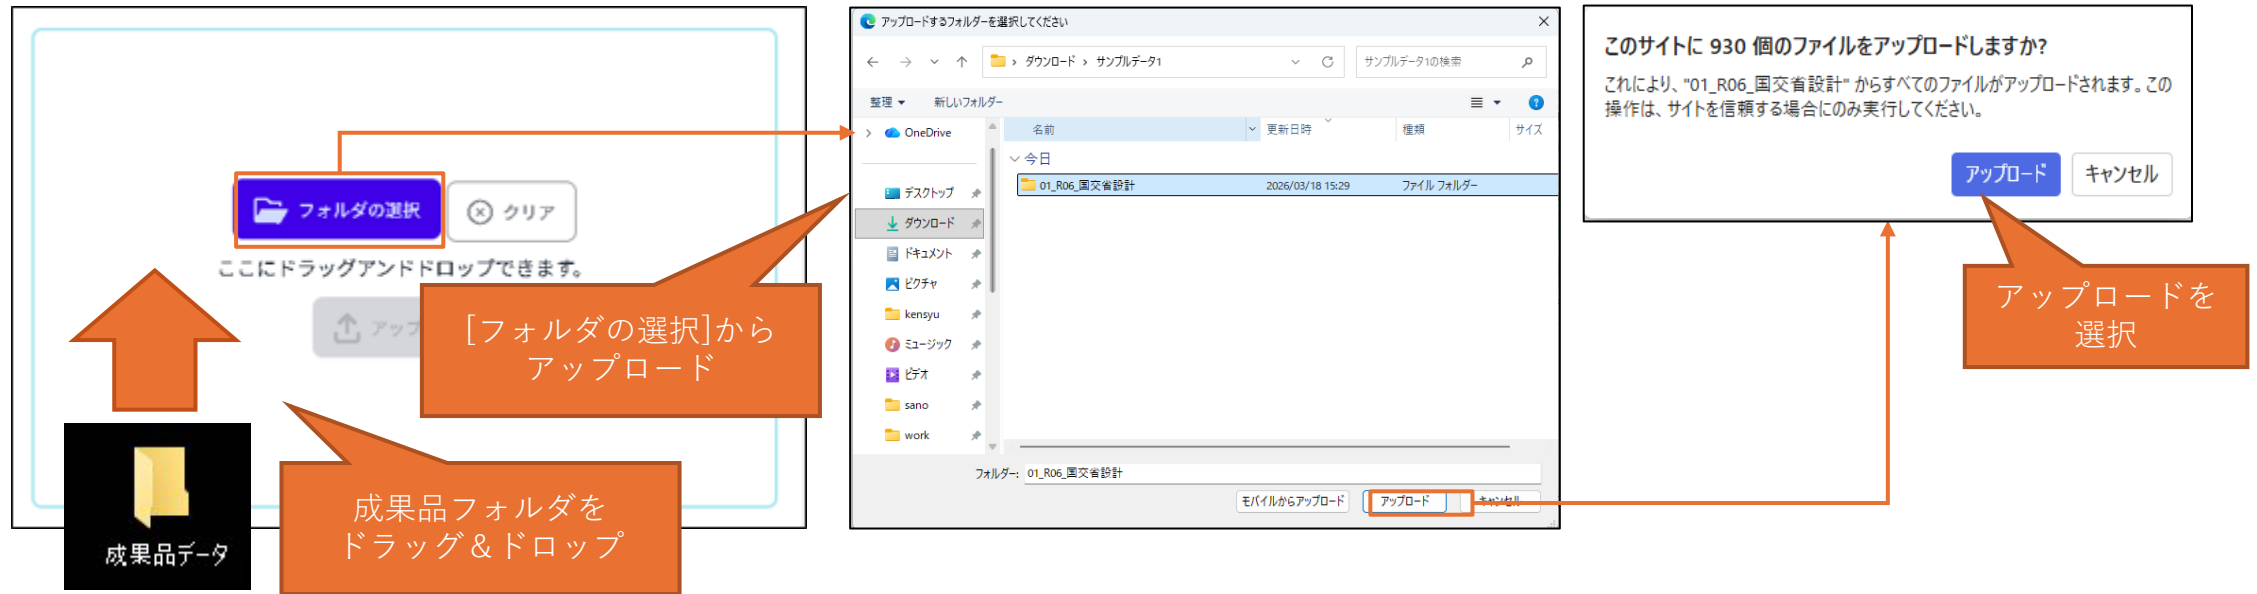 フォルダの選択
クリア
ここにドラッグアンドドロップできます。
アップ
[フォルダの選択]から
アップロード
成果品データ
成果品フォルダを
ドラッグ＆ドロップ
アップロードするフォルダーを選択してください
ダウンロード › サンプルデータ1
サンプルデータ1の検索
整理
新しいフォルダー
OneDrive
デスクトップ
ダウンロード
ドキュメント
ピクチャ
kensyu
ミュージック
ビデオ
sano
work
名前 更新日時 種類 サイズ
今日
01_R06_国交省設計 2026/03/18 15:29 ファイル フォルダー
フォルダー: 01_R06_国交省設計
モバイルからアップロード アップロード キャンセル
このサイトに 930 個のファイルをアップロードしますか?
これにより、"01_R06_国交省設計" からすべてのファイルがアップロードされます。この
操作は、サイトを信頼する場合にのみ実行してください。
アップロード キャンセル
アップロードを
選択